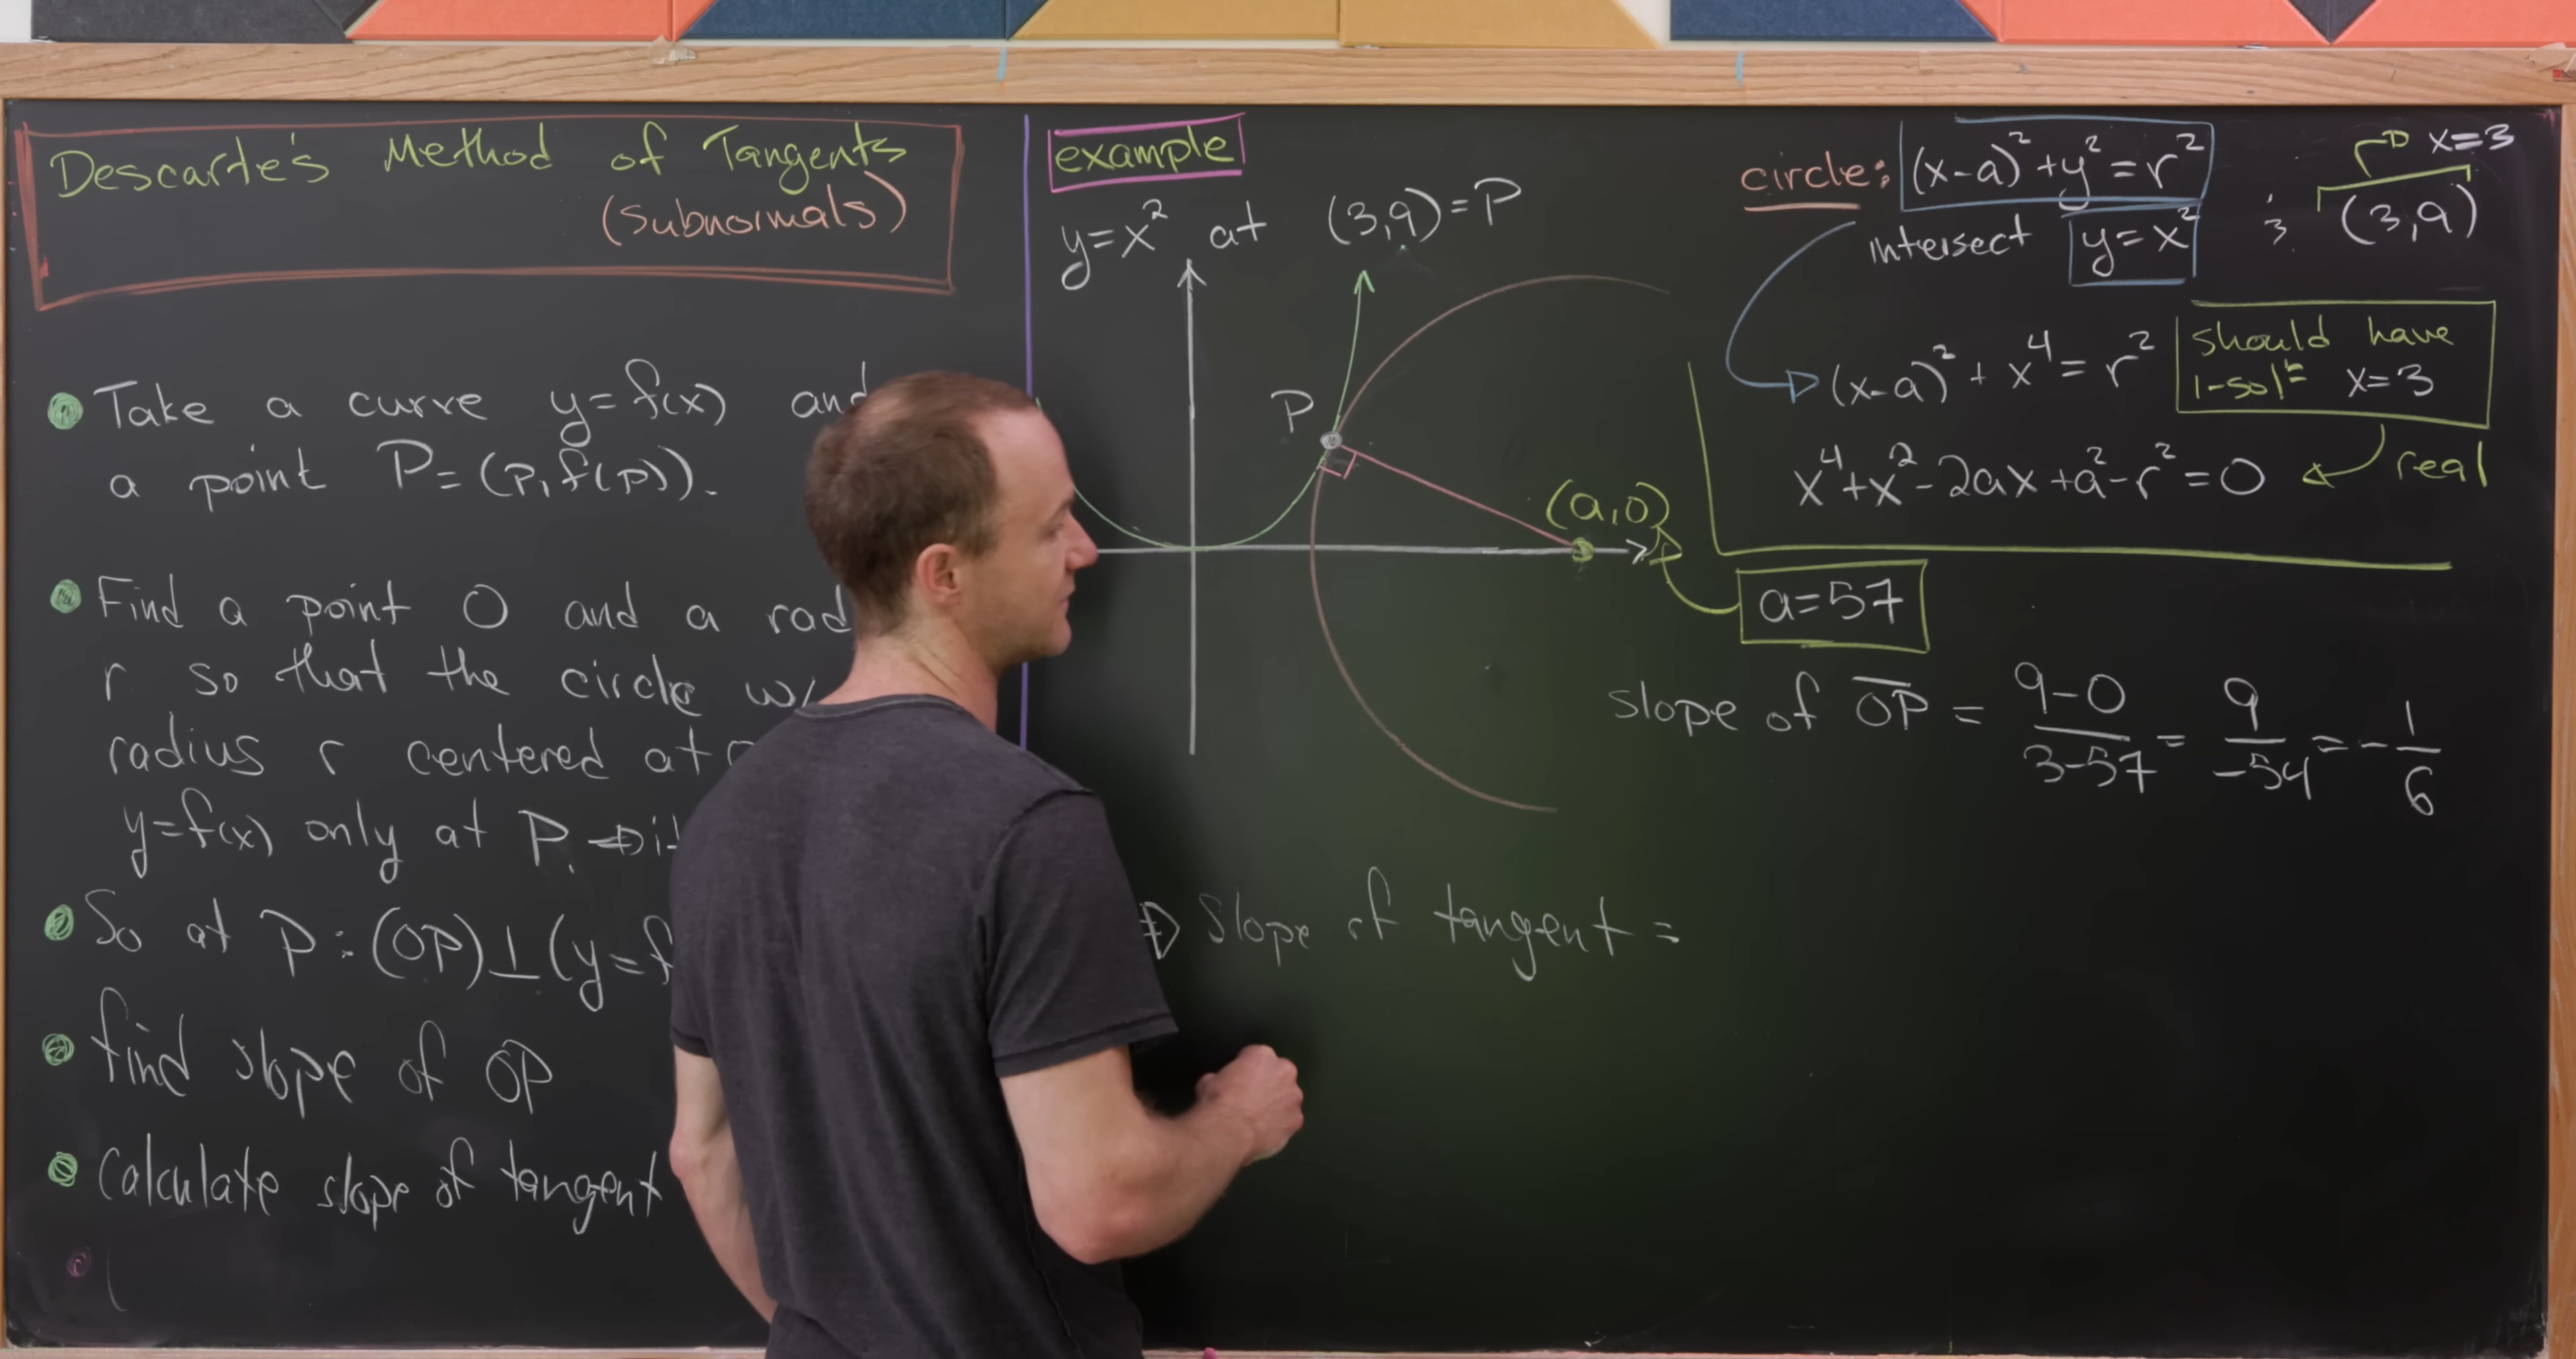 Descarte's Method of Tangents
(subnormals)
Take a curve y=f(x) and
a point P=(p,f(p)).
Find a point O and a rad
r so that the circle w/
radius r centered at
y=f(x) only at P.
So at P: (OP)⊥(y=f
find slope of OP
Calculate slope of tangent
example
y=x² at (3,9)=P
P
(a,0)
circle: (x-a)²+y²=r²
intersect y=x²
x=3
(3,9)
(x-a)²+x⁴=r²
should have
1-solⁿ x=3
x⁴+x²-2ax+a²-r²=0
real
a=57
slope of OP = 9-0/3-57 = 9/-54 = -1/6
⇒ Slope of tangent =